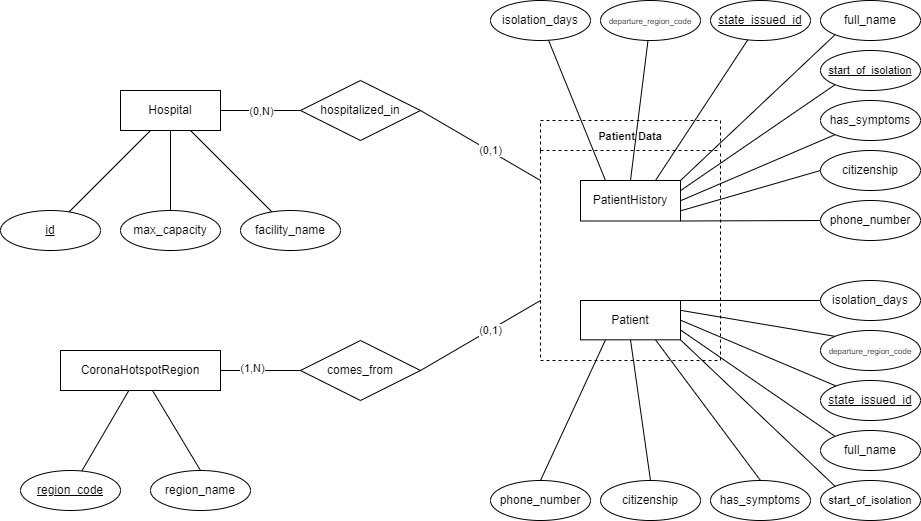 isolation_days
departure_region_code
state_issued_id
full_name
start_of_isolation
Hospital
(0,N)
hospitalized_in
has_symptoms
Patient Data
(0,1)
citizenship
PatientHistory
id
max_capacity
facility_name
phone_number
isolation_days
Patient
(0,1)
departure_region_code
CoronaHotspotRegion
(1,N)
comes_from
state_issued_id
full_name
region_code
region_name
phone_number
citizenship
has_symptoms
start_of_isolation